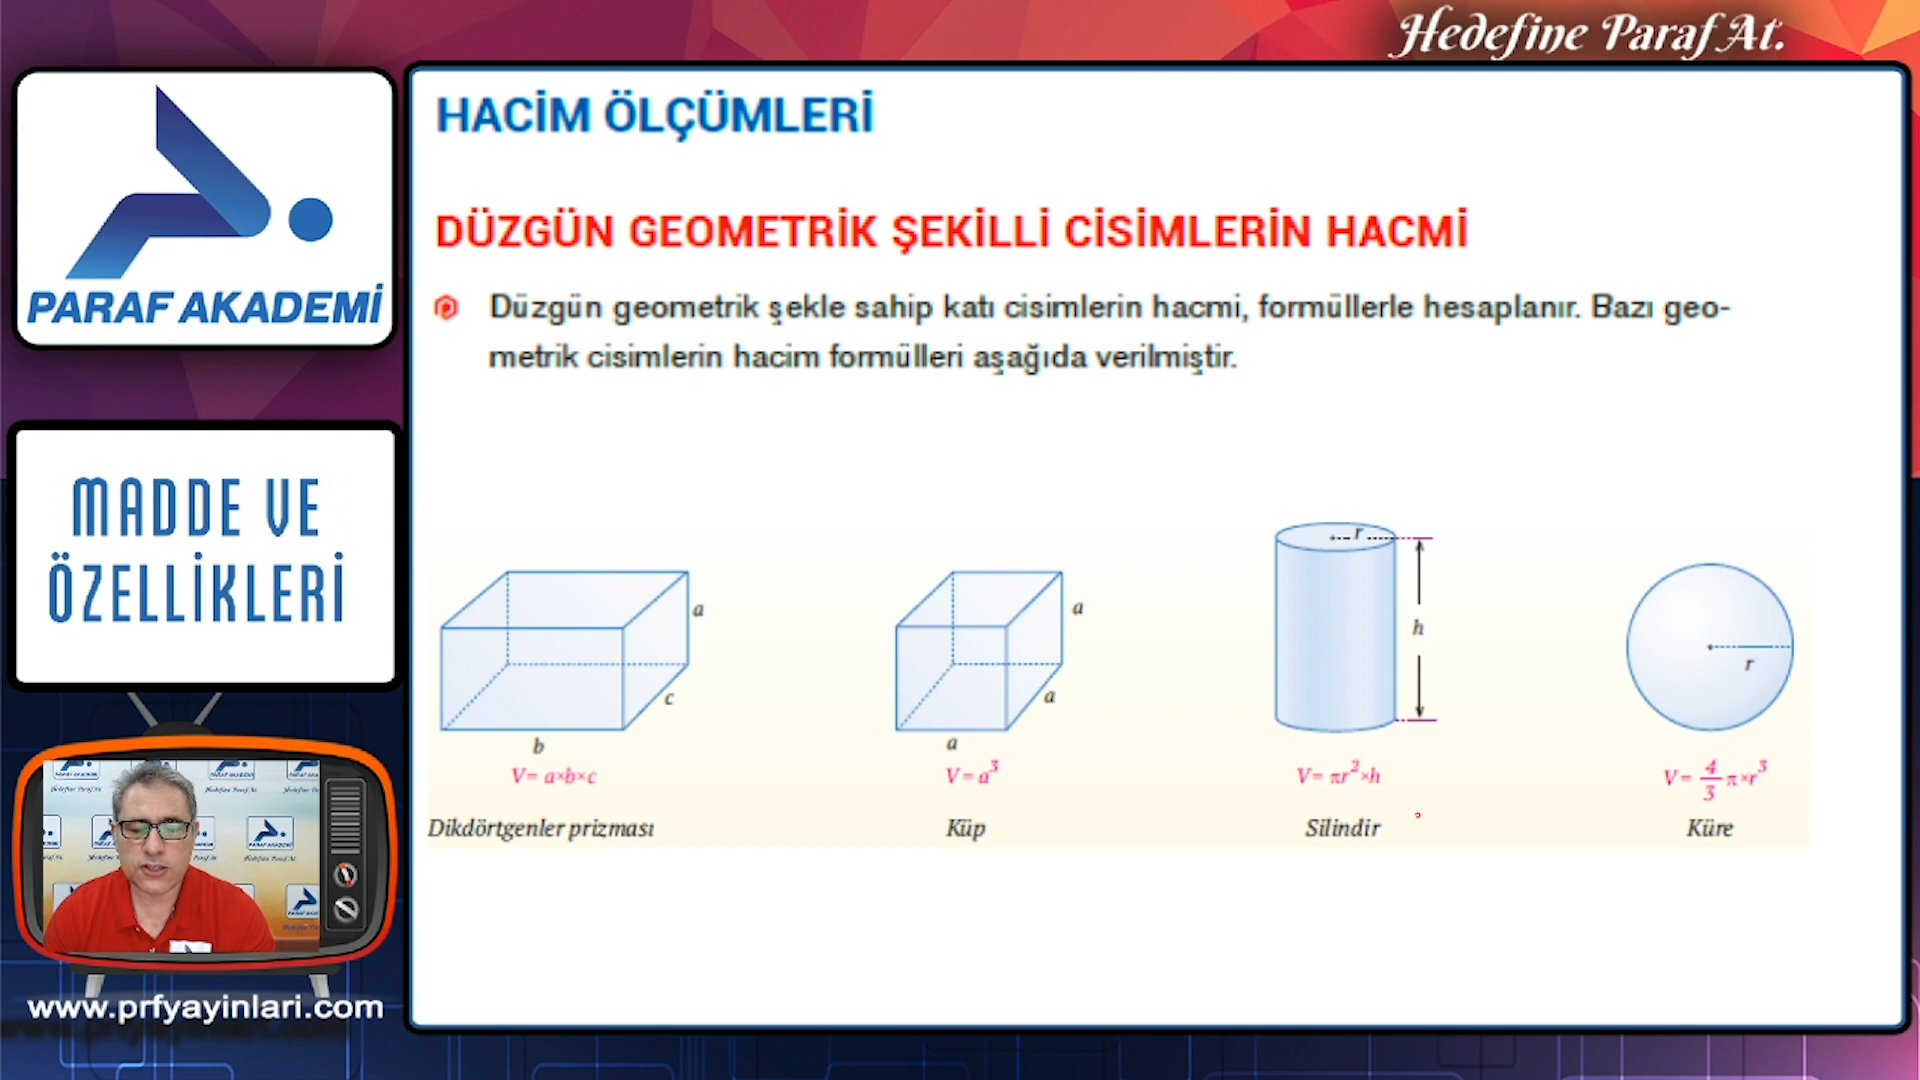 Hedefine Paraf At.
PARAF AKADEMİ
MADDE VE
ÖZELLİKLERİ
www.prfyayinlari.com
HACİM ÖLÇÜMLERİ
DÜZGÜN GEOMETRİK ŞEKİLLİ CİSİMLERİN HACMİ
Düzgün geometrik şekle sahip katı cisimlerin hacmi, formüllerle hesaplanır. Bazı geo-
metrik cisimlerin hacim formülleri aşağıda verilmiştir.
a
c
b
V= a×b×c
Dikdörtgenler prizması
a
a
a
V= a³
Küp
r
h
V= πr²×h
Silindir
r
V= 4/3 π×r³
Küre